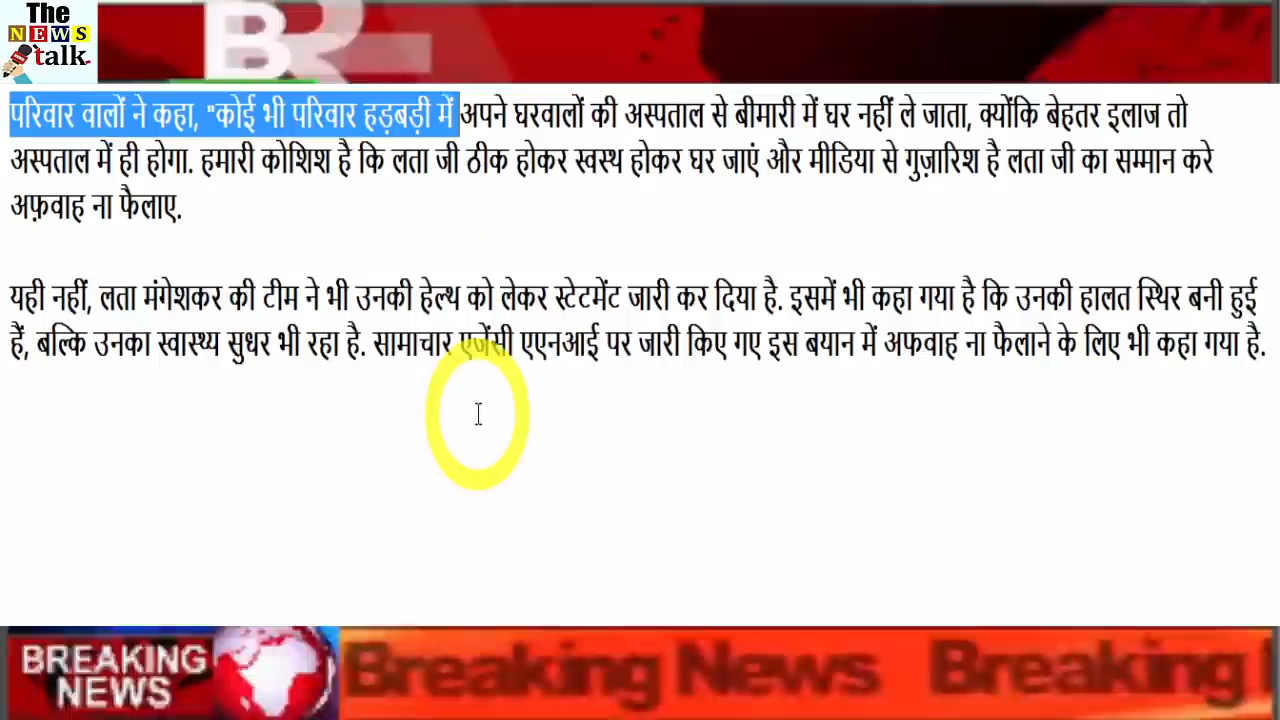 The
NEWS
talk.
BR
परिवार वालों ने कहा, "कोई भी परिवार हड़बड़ी में अपने घरवालों की अस्पताल से बीमारी में घर नहीं ले जाता, क्योंकि बेहतर इलाज तो
अस्पताल में ही होगा. हमारी कोशिश है कि लता जी ठीक होकर स्वस्थ होकर घर जाएं और मीडिया से गुज़ारिश है लता जी का सम्मान करे
अफ़वाह ना फैलाए.
यही नहीं, लता मंगेशकर की टीम ने भी उनकी हेल्थ को लेकर स्टेटमेंट जारी कर दिया है. इसमें भी कहा गया है कि उनकी हालत स्थिर बनी हुई
हैं, बल्कि उनका स्वास्थ्य सुधर भी रहा है. सामाचार एजेंसी एएनआई पर जारी किए गए इस बयान में अफवाह ना फैलाने के लिए भी कहा गया है.
BREAKING
NEWS
Breaking News Breaking